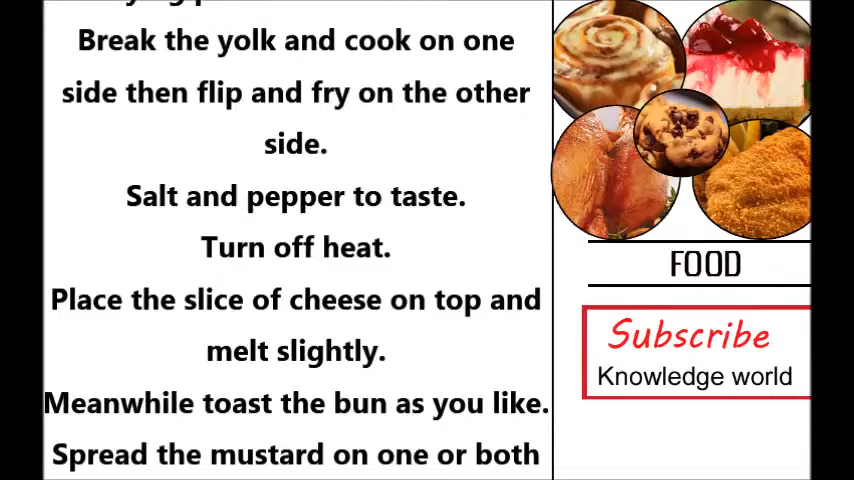 Break the yolk and cook on one
side then flip and fry on the other
side.
Salt and pepper to taste.
Turn off heat.
Place the slice of cheese on top and
melt slightly.
Meanwhile toast the bun as you like.
Spread the mustard on one or both
FOOD
Subscribe
Knowledge world